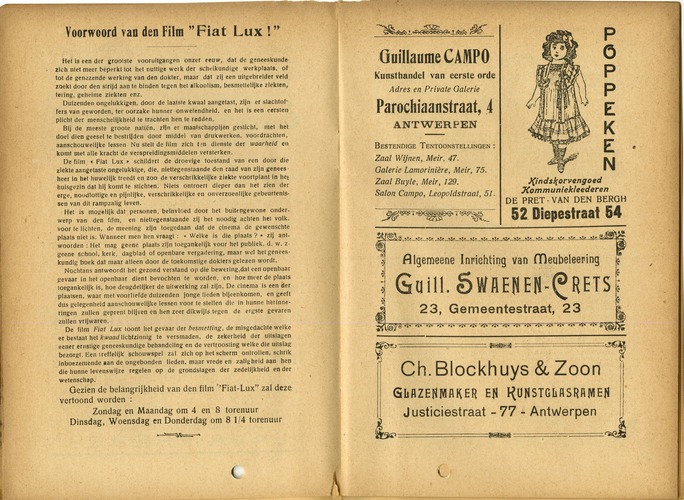 Voorwoord van den Film "Fiat Lux!"
Het is een der grootste vooruitgangen onzer eeuw, dat de geneeskunde
zich niet meer beperkt tot het nuttige werk der scheikundige werkplaats, of
tot de genezende werking van den dokter, maar dat zij een uitgebreider veld
zoekt door den strijd aan te binden tegen het alkoolism, besmettelijke ziekten,
tering, geheime ziekten enz.
Duizenden ongelukkigen, door de laatste kwaal aangetast, zijn er slachtof-
fers van geworden, ter oorzake hunner onwetendheid, en het is een eersten
plicht der menschelijkheid te trachten hen te redden.
Bij de meeste groote natiën, zijn er maatschappijen gesticht, met het
doel dien geesel te bestrijden door middel van drukwerken, voordrachten,
aanschouwelijke lessen. Nu stelt de film zich ten dienste der waarheid en
komt met alle kracht de verspreidingsmiddelen versterken.
De film « Fiat Lux » schildert de droevige toestand van een door die
ziekte aangetaste ongelukkige, die, niettegenstaande den raad van zijn genees-
heer in het huwelijk treedt en zoo de verschrikkelijke ziekte voortplant in het
huisgezin dat hij komt te stichten. Niets ontroert dieper dan het zien der
erge, noodlottige en pijnlijke, verschrikkelijke en onverzoenlijke gebeurtenis-
sen van dit rampzalig leven.
Het is mogelijk dat personen, beïnvloed door het buitengewone onder-
werp van den film, en niettegenstaande zij het noodig achten het volk
voor te lichten, de meening zijn toegedaan dat de cinema de gewenschte
plaats niet is. Wanneer men hen vraagt : « Welke is die plaats? » zij ant-
woorden : Het mag geene plaats zijn toegankelijk voor het publiek, d. w. z.
geene school, kerk, dagblad of openbare vergadering, maar wel het genees-
kundig boek dat maar alleen door de toekomstige dokters gelezen wordt.
Nochtans antwoordt het gezond verstand op die bewering, dat een openbaar
gevaar in het openbaar dient bevochten te worden, en hoe meer de plaats
toegankelijk is, hoe deugdelijker de uitwerking zal zijn. De cinema is een der
plaatsen, waar met voorliefde duizenden jonge lieden bijeenkomen, en geeft
dus gelegenheid aanschouwelijke lessen voor te stellen die in hunne herinne-
ringen zullen geprent blijven en hen zeer dikwijls tegen de ergste gevaren
zullen vrijwaren.
De film Fiat Lux toont het gevaar der besmetting, de misgedachte welke
er bestaat het kwaad lichtzinnig te versmaden, de zekerheid der uitslagen
eener ernstige geneeskundige behandeling en de vertroosting welke die uitslag
bezorgt. Een treffelijk schouwspel zal zich op het scherm ontrollen, schrik
inboezemende aan de ongebonden lieden, maar vrede en zaligheid aan hen
die hunne levenswijze regelen op de grondslagen der zedelijkheid en der
wetenschap.
Gezien de belangrijkheid van den film "Fiat-Lux" zal deze
vertoond worden :
Zondag en Maandag om 4 en 8 torenuur
Dinsdag, Woensdag en Donderdag om 8 1/4 torenuur
Guillaume CAMPO
Kunsthandel van eerste orde
Adres en Private Galerie
Parochiaanstraat, 4
ANTWERPEN
BESTENDIGE TENTOONSTELLINGEN :
Zaal Wijnen, Meir, 47.
Galerie Lamorinière, Meir, 75.
Zaal Buyle, Meir, 129.
Salon Campo, Leopoldstraat, 51.
POPPEKEN
Kindskorvengoed
Kommuniekleederen
DE PRET-VAN DEN BERGH
52 Diepestraat 54
Algemeene Inrichting van Meubeleering
Guill. SWAENEN-CRETS
23, Gemeentestraat, 23
Ch. Blockhuys & Zoon
GLAZENMAKER EN KUNSTGLASRAMEN
Justiciestraat - 77 - Antwerpen